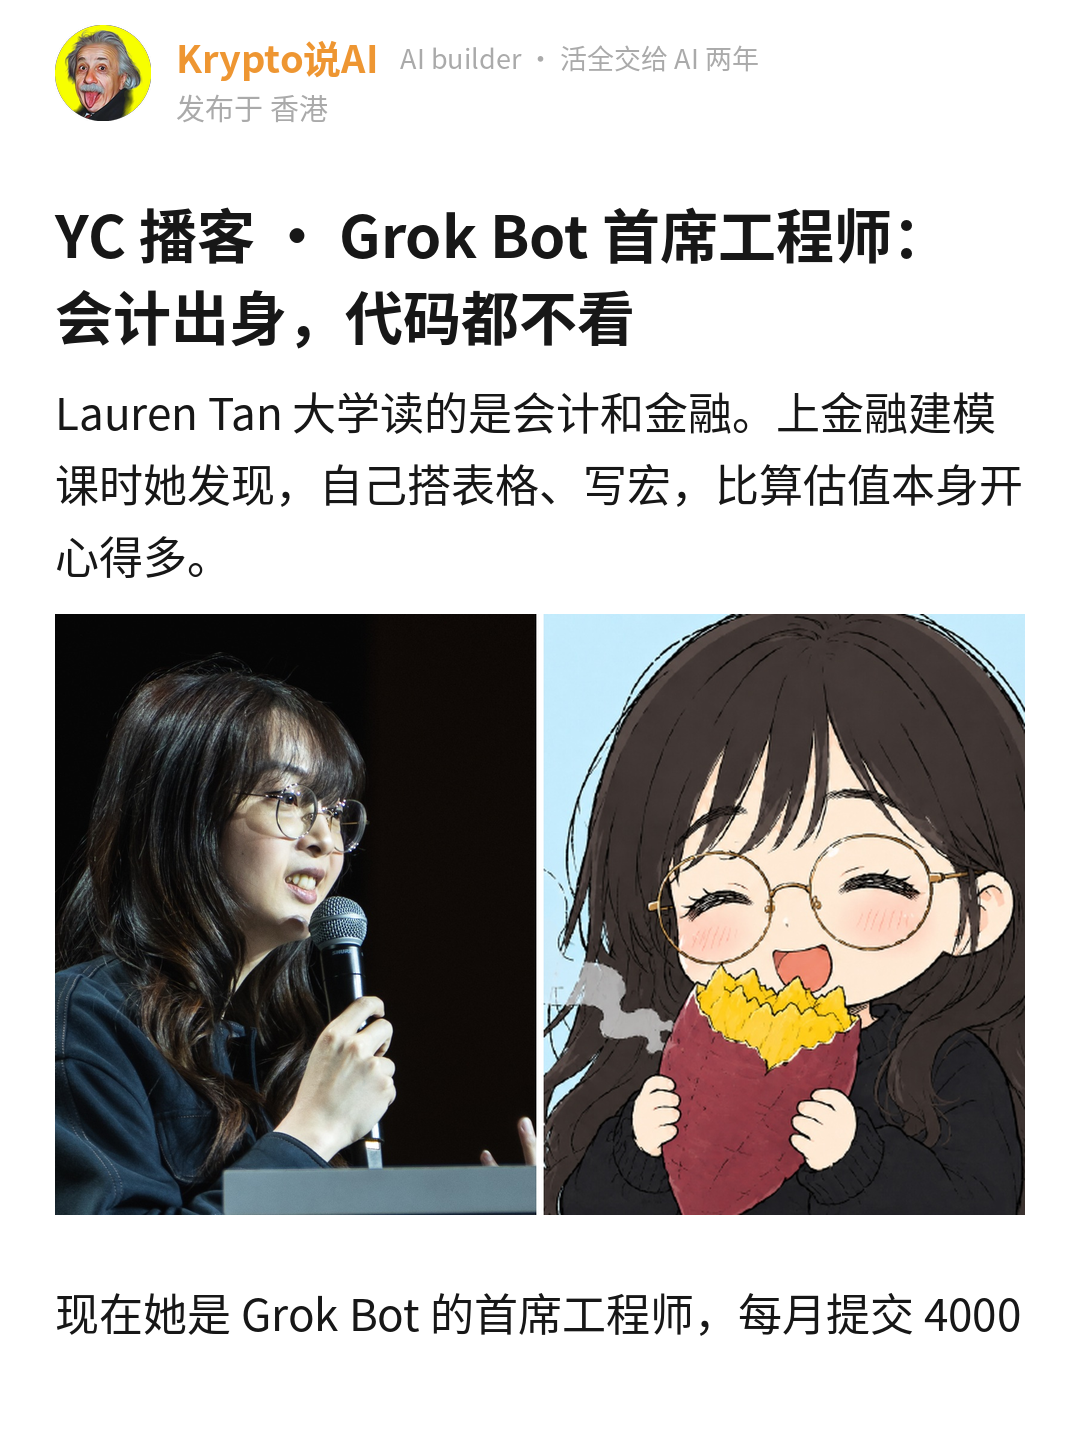 Krypto说AI AI builder · 活全交给 AI 两年
发布于 香港
YC 播客 · Grok Bot 首席工程师：
会计出身，代码都不看
Lauren Tan 大学读的是会计和金融。上金融建模
课时她发现，自己搭表格、写宏，比算估值本身开
心得多。
SHURE
现在她是 Grok Bot 的首席工程师，每月提交 4000